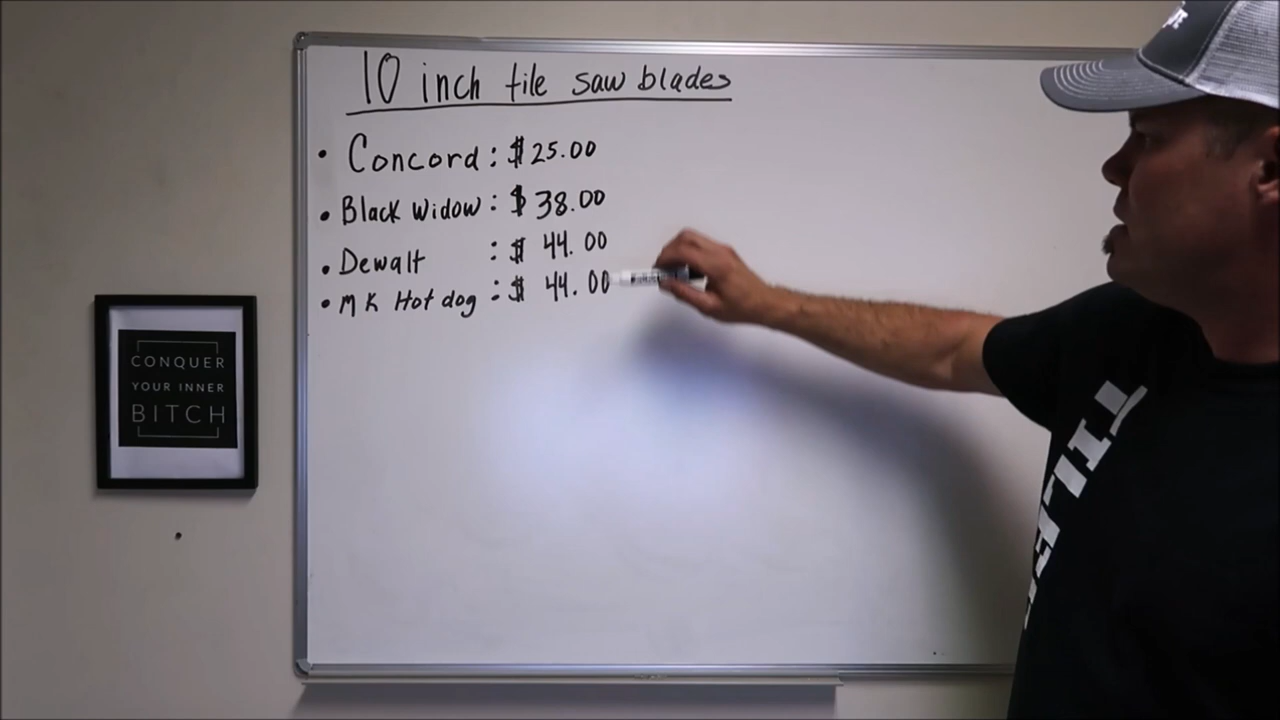 10 inch tile saw blades
• Concord : $25.00
• Black Widow : $38.00
• Dewalt : $ 44.00
• MK Hot dog : $ 44.00
CONQUER
YOUR INNER
BITCH